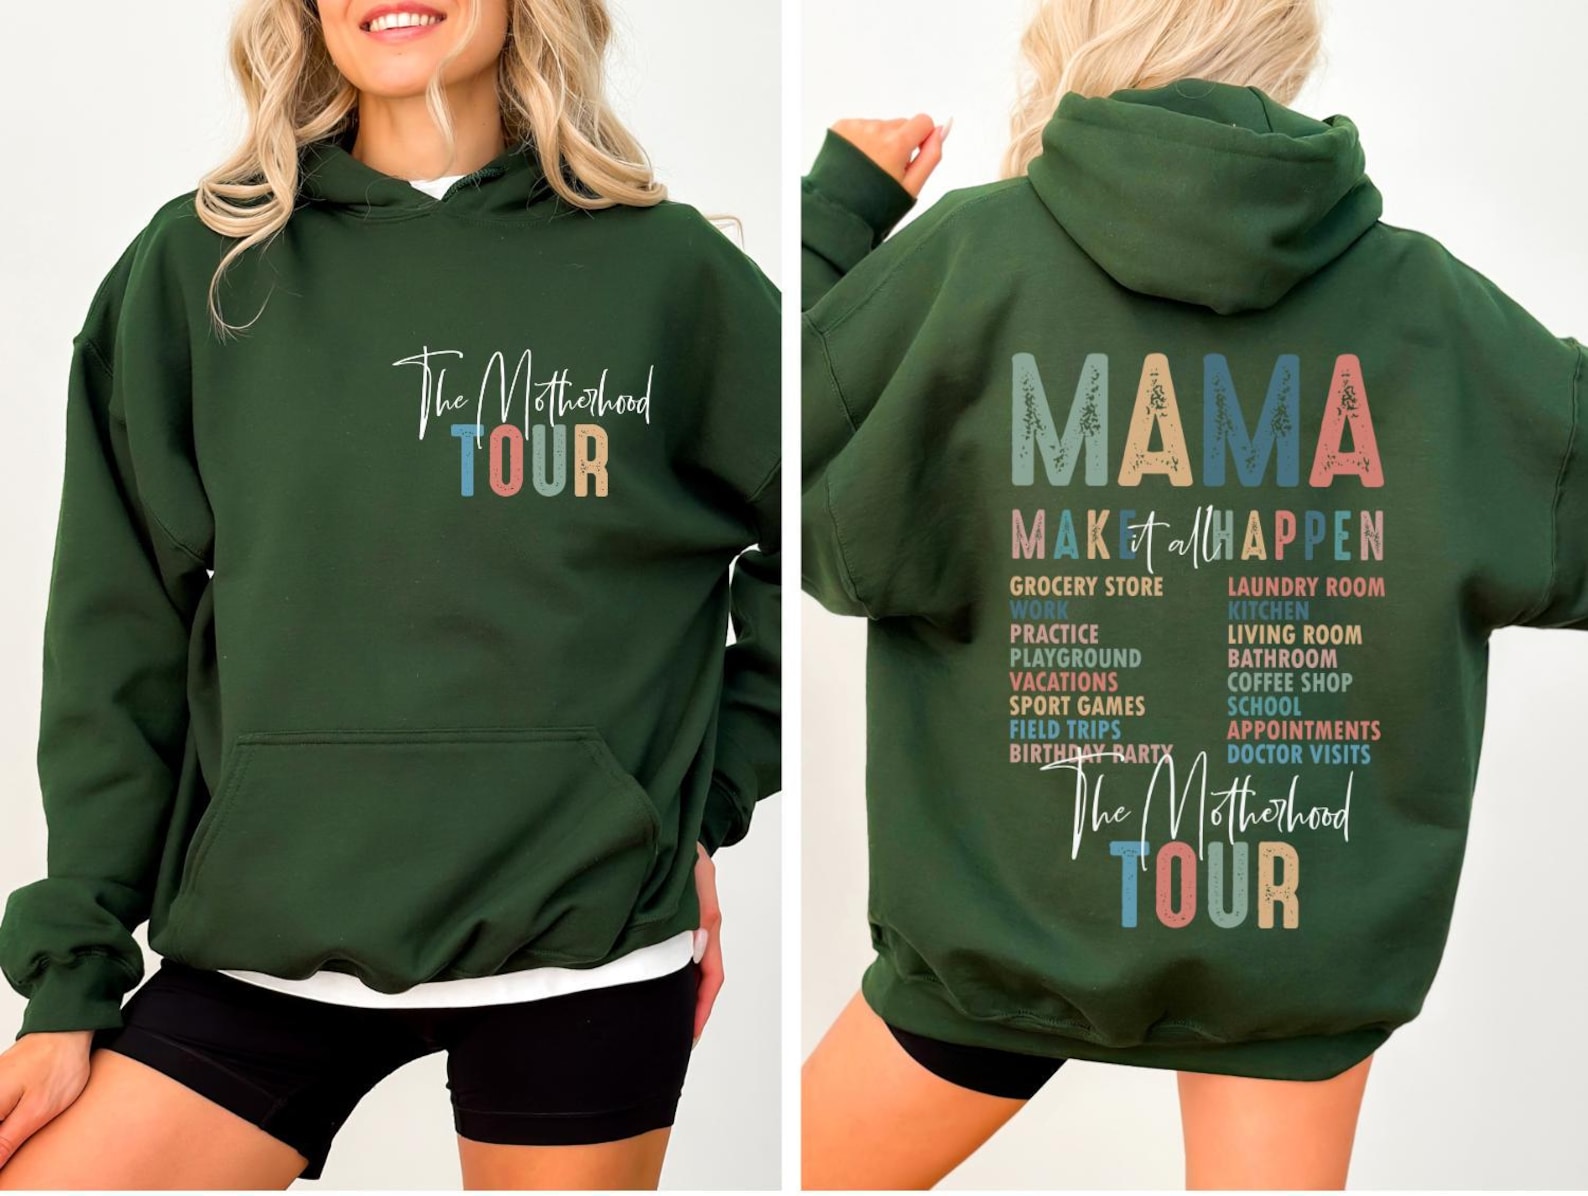 The Motherhood
TOUR
MAMA
MAKE it all HAPPEN
GROCERY STORE
WORK
PRACTICE
PLAYGROUND
VACATIONS
SPORT GAMES
FIELD TRIPS
BIRTHDAY PARTY
LAUNDRY ROOM
KITCHEN
LIVING ROOM
BATHROOM
COFFEE SHOP
SCHOOL
APPOINTMENTS
DOCTOR VISITS
The Motherhood
TOUR